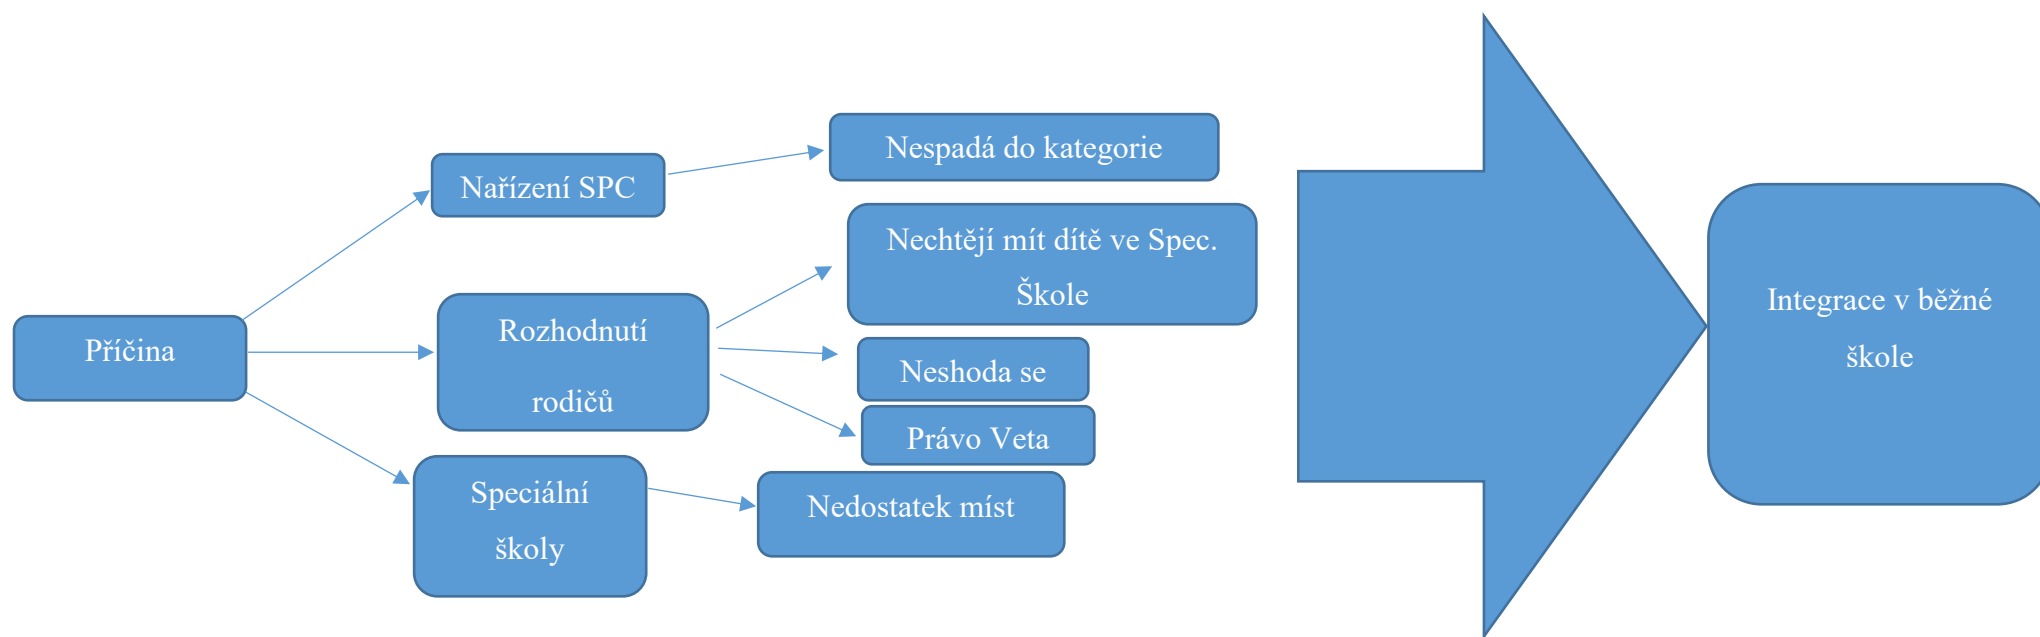 Příčina
Nařízení SPC
Nespadá do kategorie
Rozhodnutí
rodičů
Nechtějí mít dítě ve Spec.
Škole
Neshoda se
Právo Veta
Speciální
školy
Nedostatek míst
Integrace v běžné
škole